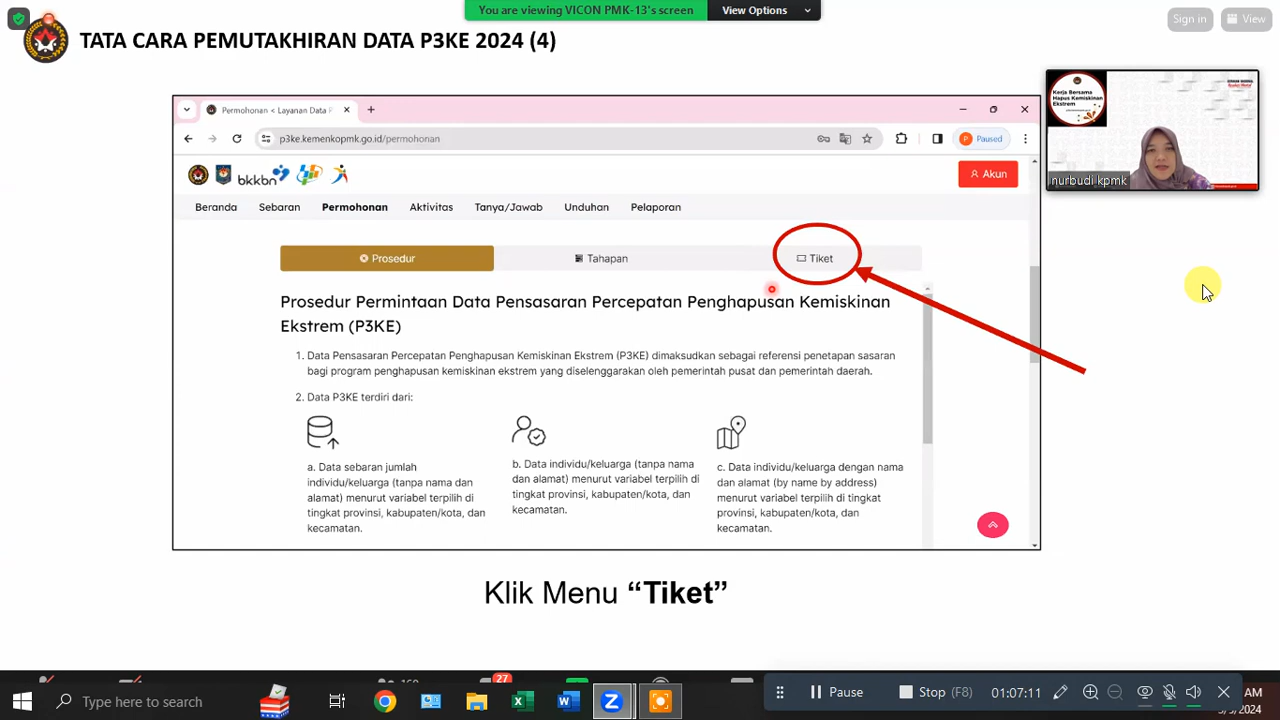 You are viewing VICON PMK-13's screen
View Options
Sign in
View
TATA CARA PEMUTAKHIRAN DATA P3KE 2024 (4)
Permohonan < Layanan Data P
p3ke.kemenkopmk.go.id/permohonan
P
Paused
Kerja Bersama
Hapus Kemiskinan
Ekstrem
nurbudi kpmk
bkkbn
Akun
Beranda
Sebaran
Permohonan
Aktivitas
Tanya/Jawab
Unduhan
Pelaporan
Prosedur
Tahapan
Tiket
Prosedur Permintaan Data Pensasaran Percepatan Penghapusan Kemiskinan
Ekstrem (P3KE)
1. Data Pensasaran Percepatan Penghapusan Kemiskinan Ekstrem (P3KE) dimaksudkan sebagai referensi penetapan sasaran
bagi program penghapusan kemiskinan ekstrem yang diselenggarakan oleh pemerintah pusat dan pemerintah daerah.
2. Data P3KE terdiri dari:
a. Data sebaran jumlah
individu/keluarga (tanpa nama dan
alamat) menurut variabel terpilih di
tingkat provinsi, kabupaten/kota, dan
kecamatan.
b. Data individu/keluarga (tanpa nama
dan alamat) menurut variabel terpilih di
tingkat provinsi, kabupaten/kota, dan
kecamatan.
c. Data individu/keluarga dengan nama
dan alamat (by name by address)
menurut variabel terpilih di tingkat
provinsi, kabupaten/kota, dan
kecamatan.
Klik Menu “Tiket”
27
Type here to search
Pause
Stop (F8)
01:07:11
AM